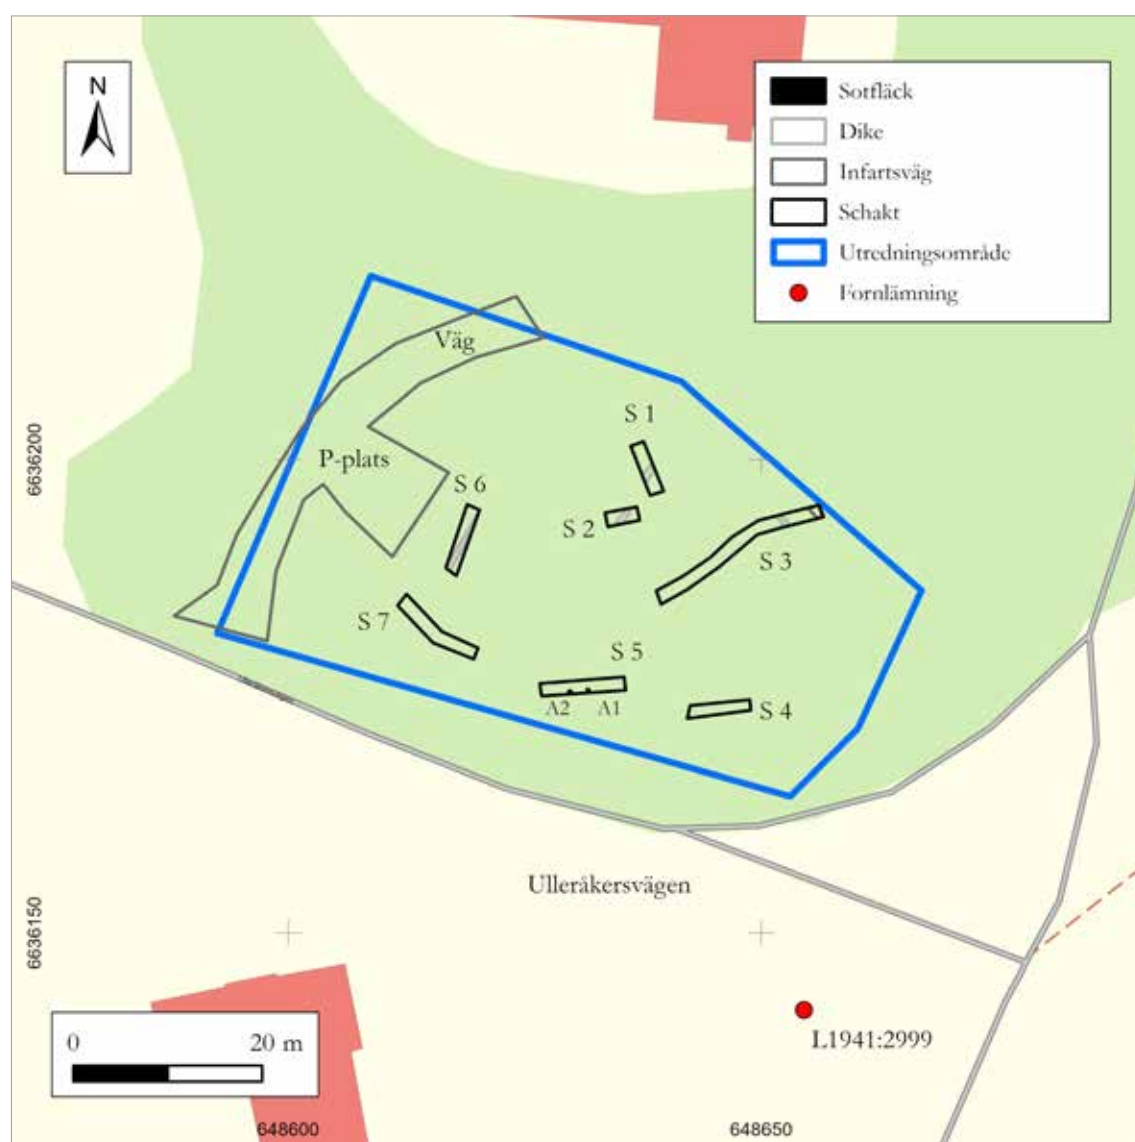 N
Sotfläck
Dike
Infartsväg
Schakt
Utredningsområde
Fornlämning
Väg
S 1
6636200
P-plats
S 6
S 2
S 3
S 7
S 5
A2
A1
S 4
Ulleråkersvägen
6636150
0
20 m
L1941:2999
648600
648650